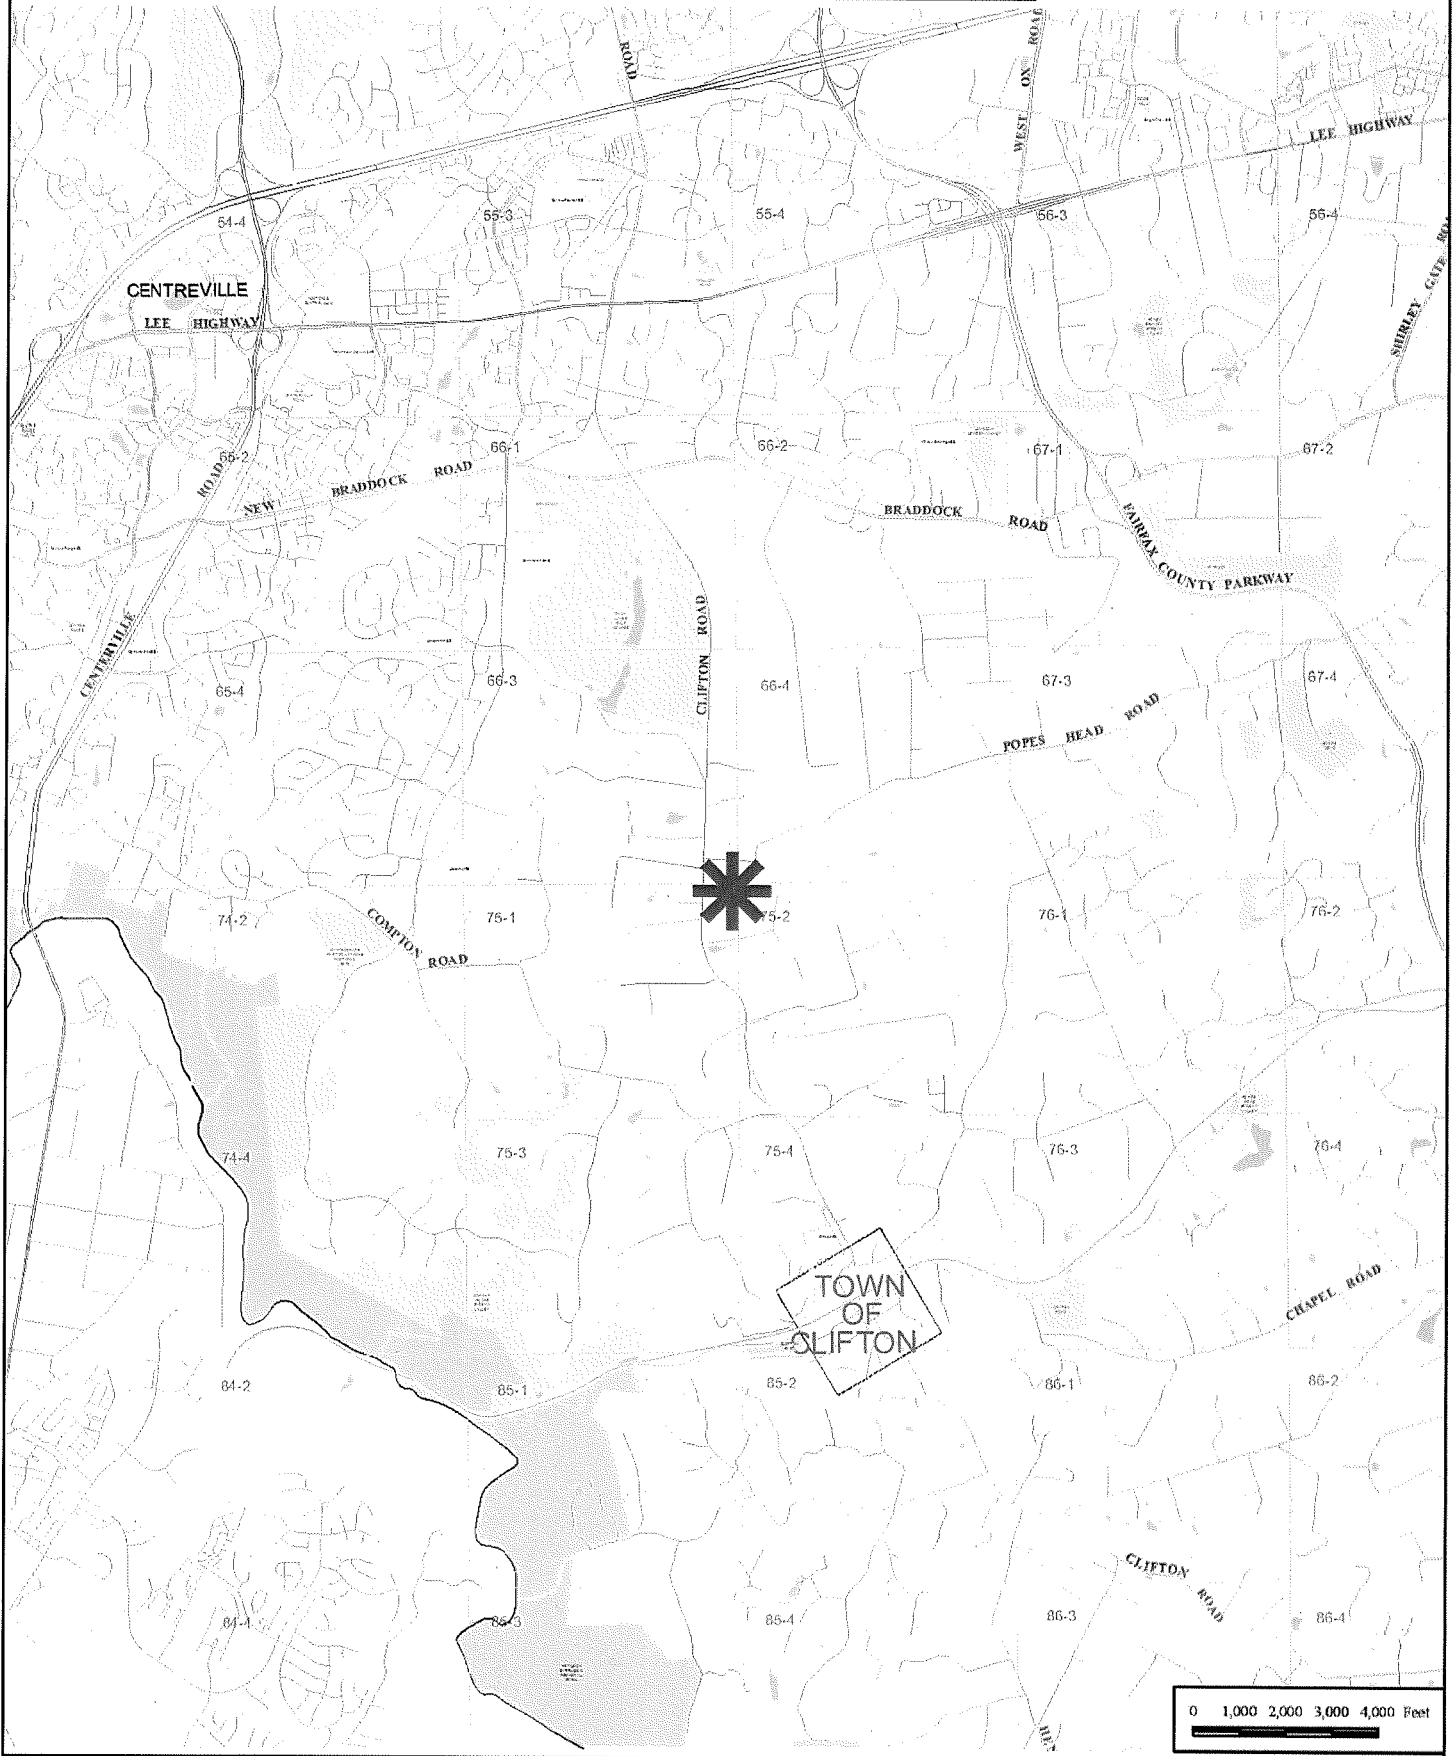 ROAD
WEST OX ROAD
LEE HIGHWAY
54-4
55-3
55-4
56-3
56-4
SHIRLEY GATE
CENTREVILLE
LEE HIGHWAY
65-2
66-1
66-2
67-1
67-2
ROAD
NEW BRADDOCK ROAD
BRADDOCK ROAD
FAIRFAX COUNTY PARKWAY
CENTERVILLE
CLIFTON ROAD
65-4
66-3
66-4
67-3
67-4
POPES HEAD ROAD
74-2
75-1
75-2
76-1
76-2
COMPTON ROAD
74-4
75-3
75-4
76-3
76-4
TOWN
OF
CLIFTON
CHAPEL ROAD
84-2
85-1
85-2
86-1
86-2
CLIFTON ROAD
84-4
85-3
85-4
86-3
86-4
0 1,000 2,000 3,000 4,000 Feet